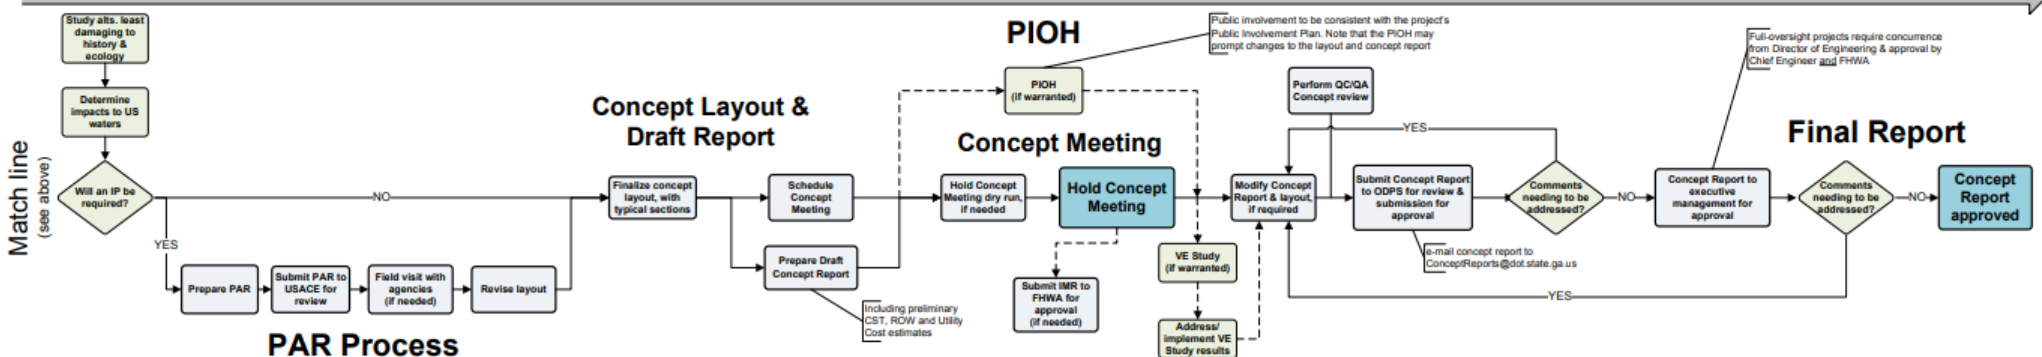 Match line
(see above)
Study alts. least
damaging to
history &
ecology
Determine
impacts to US
waters
Will an IP be
required?
NO
YES
Prepare PAR
Submit PAR to
USACE for
review
Field visit with
agencies
(if needed)
Revise layout
PAR Process
Concept Layout &
Draft Report
Finalize concept
layout, with
typical sections
Schedule
Concept
Meeting
Prepare Draft
Concept Report
Including preliminary
CST, ROW and Utility
Cost estimates
PIOH
PIOH
(if warranted)
Public involvement to be consistent with the project's
Public Involvement Plan. Note that the PIOH may
prompt changes to the layout and concept report
Concept Meeting
Hold Concept
Meeting dry run,
if needed
Hold Concept
Meeting
Submit IMR to
FHWA for
approval
(if needed)
VE Study
(if warranted)
Address/
implement VE
Study results
Perform QC/QA
Concept review
Modify Concept
Report & layout,
if required
YES
Submit Concept Report
to ODPS for review &
submission for
approval
e-mail concept report to
ConceptReports@dot.state.ga.us
Comments
needing to be
addressed?
NO
YES
Full-oversight projects require concurrence
from Director of Engineering & approval by
Chief Engineer and FHWA
Concept Report to
executive
management for
approval
Final Report
Comments
needing to be
addressed?
NO
Concept
Report
approved